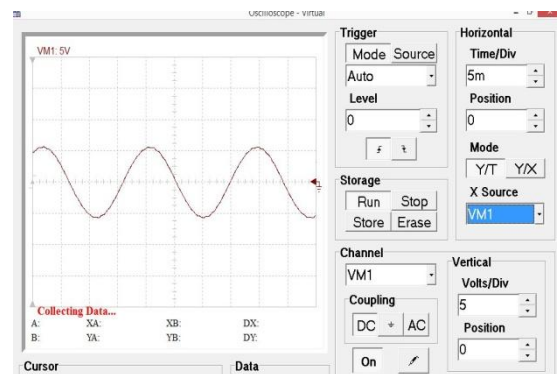 Oscilloscope - Virtual
VM1: 5V
Collecting Data...
A: XA: XB: DX:
B: YA: YB: DY:
Cursor
Data
Trigger
Mode Source
Auto
Level
0
Storage
Run Stop
Store Erase
Horizontal
Time/Div
5m
Position
0
Mode
Y/T Y/X
X Source
VM1
Channel
VM1
Coupling
DC AC
On
Vertical
Volts/Div
5
Position
0